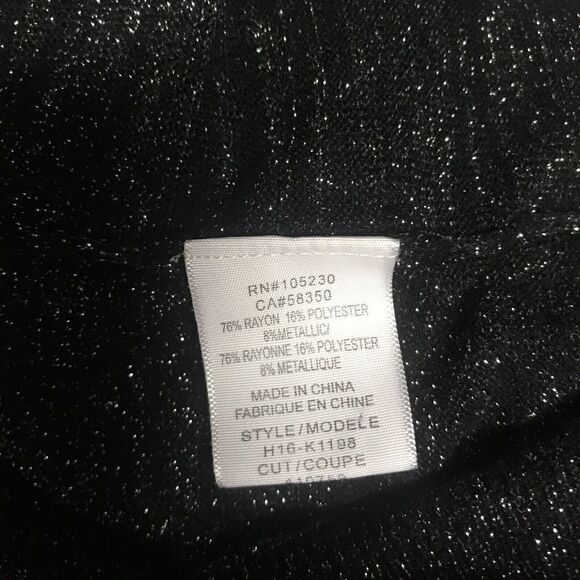 RN#105230
CA#58350
76% RAYON 16% POLYESTER
8%METALLIC/
76% RAYONNE 16% POLYESTER
8% METALLIQUE
MADE IN CHINA
FABRIQUE EN CHINE
STYLE/MODELE
H16-K1198
CUT/COUPE